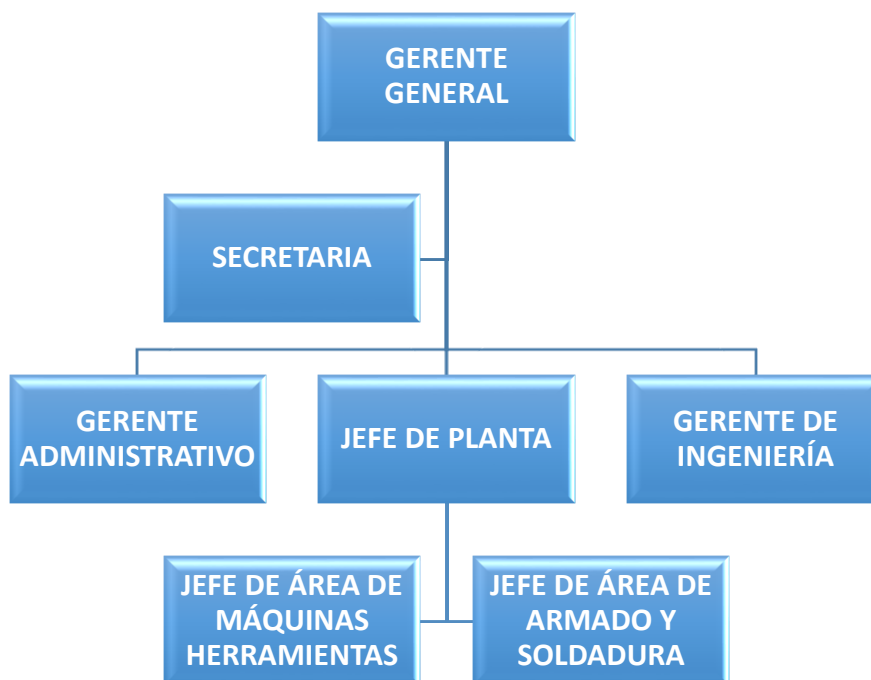 GERENTE
GENERAL
SECRETARIA
GERENTE
ADMINISTRATIVO
JEFE DE PLANTA
GERENTE DE
INGENIERÍA
JEFE DE ÁREA DE
MÁQUINAS
HERRAMIENTAS
JEFE DE ÁREA DE
ARMADO Y
SOLDADURA